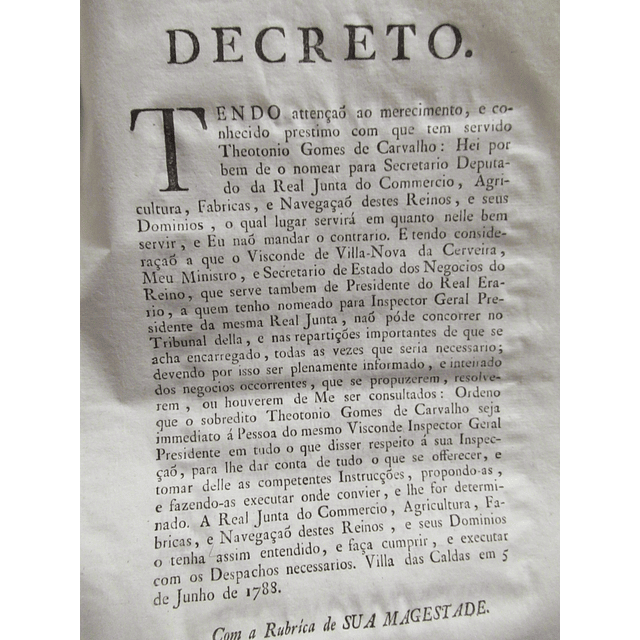 DECRETO.
TENDO attençaõ ao merecimento, e co-
nhecido prestimo com que tem servido
Theotonio Gomes de Carvalho: Hei por
bem de o nomear para Secretario Deputa-
do da Real Junta do Commercio, Agri-
cultura, Fabricas, e Navegaçaõ destes Reinos, e seus
Dominios, o qual lugar servirá em quanto nelle bem
servir, e Eu naõ mandar o contrario. E tendo conside-
raçaõ a que o Visconde de Villa-Nova da Cerveira,
Meu Ministro, e Secretario de Estado dos Negocios do
Reino, que serve tambem de Presidente do Real Era-
rio, a quem tenho nomeado para Inspector Geral Pre-
sidente da mesma Real Junta, naõ póde concorrer no
Tribunal della, e nas repartições importantes de que se
acha encarregado, todas as vezes que seria necessario;
devendo por isso ser plenamente informado, e inteirado
dos negocios occorrentes, que se propuzerem, resolve-
rem, ou houverem de Me ser consultados: Ordeno
que o sobredito Theotonio Gomes de Carvalho seja
immediato á Pessoa do mesmo Visconde Inspector Geral
Presidente em tudo o que disser respeito á sua Inspec-
çaõ, para lhe dar conta de tudo o que se offerecer, e
tomar delle as competentes Instrucções, propondo-as,
e fazendo-as executar onde convier, e lhe for determi-
nado. A Real Junta do Commercio, Agricultura, Fa-
bricas, e Navegaçaõ destes Reinos, e seus Dominios
o tenha assim entendido, e faça cumprir, e executar
com os Despachos necessarios. Villa das Caldas em 5
de Junho de 1788.
Com a Rubrica de SUA MAGESTADE.